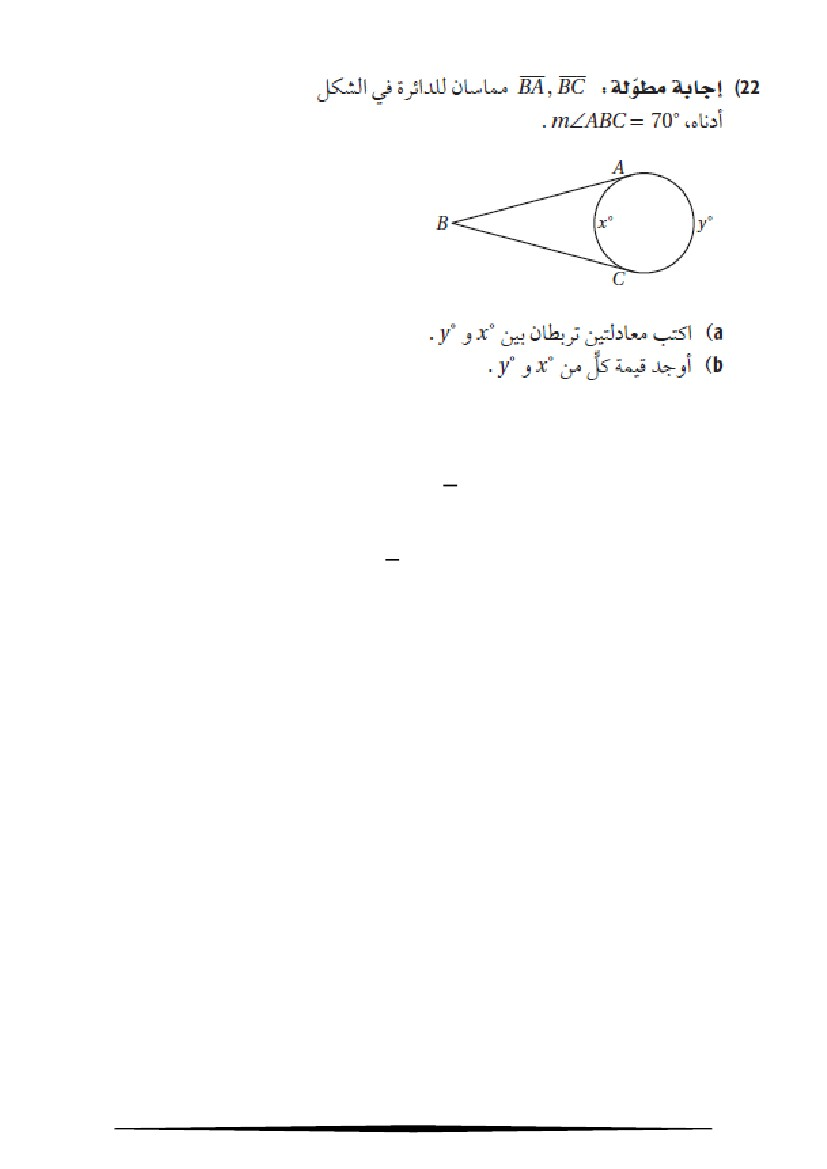 22) إجابة مطوّلة : BA , BC مماسان للدائرة في الشكل
أدناه، m∠ABC = 70° .
A
B
x°
y°
C
a) اكتب معادلتين تربطان بين x° و y° .
b) أوجد قيمة كلٍّ من x° و y° .